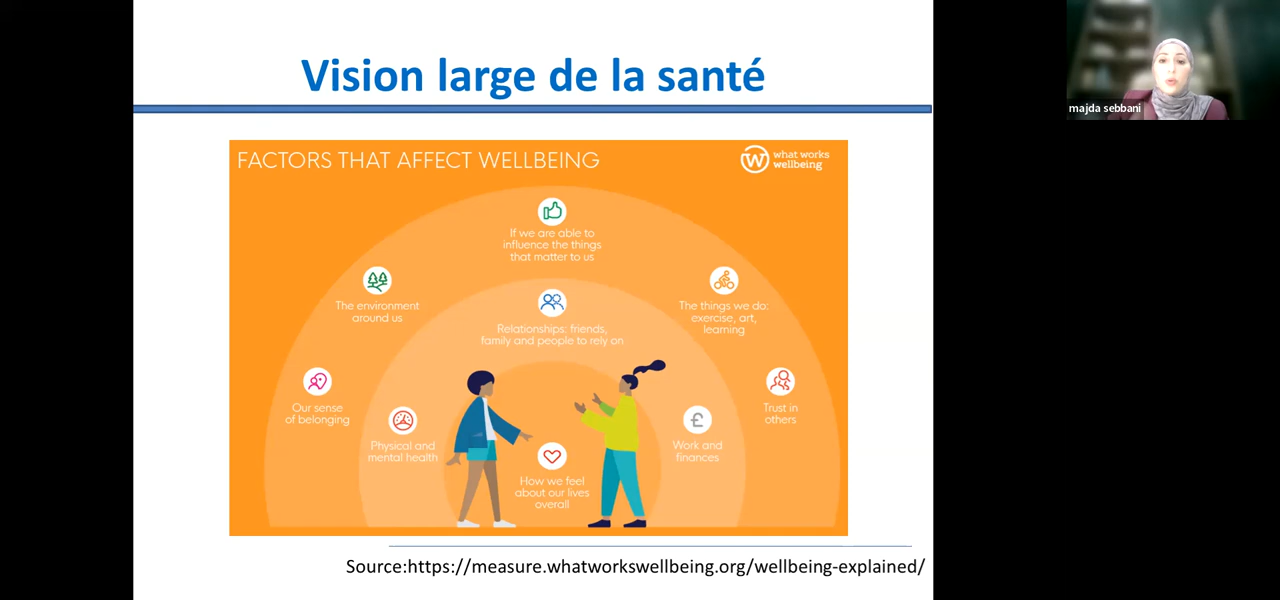 Vision large de la santé
majda sebbani
FACTORS THAT AFFECT WELLBEING
what works
wellbeing
If we are able to
influence the things
that matter to us
The environment
around us
The things we do:
exercise, art,
learning
Relationships: friends,
family and people to rely on
Our sense
of belonging
Trust in
others
Physical and
mental health
Work and
finances
How we feel
about our lives
overall
Source:https://measure.whatworkswellbeing.org/wellbeing-explained/